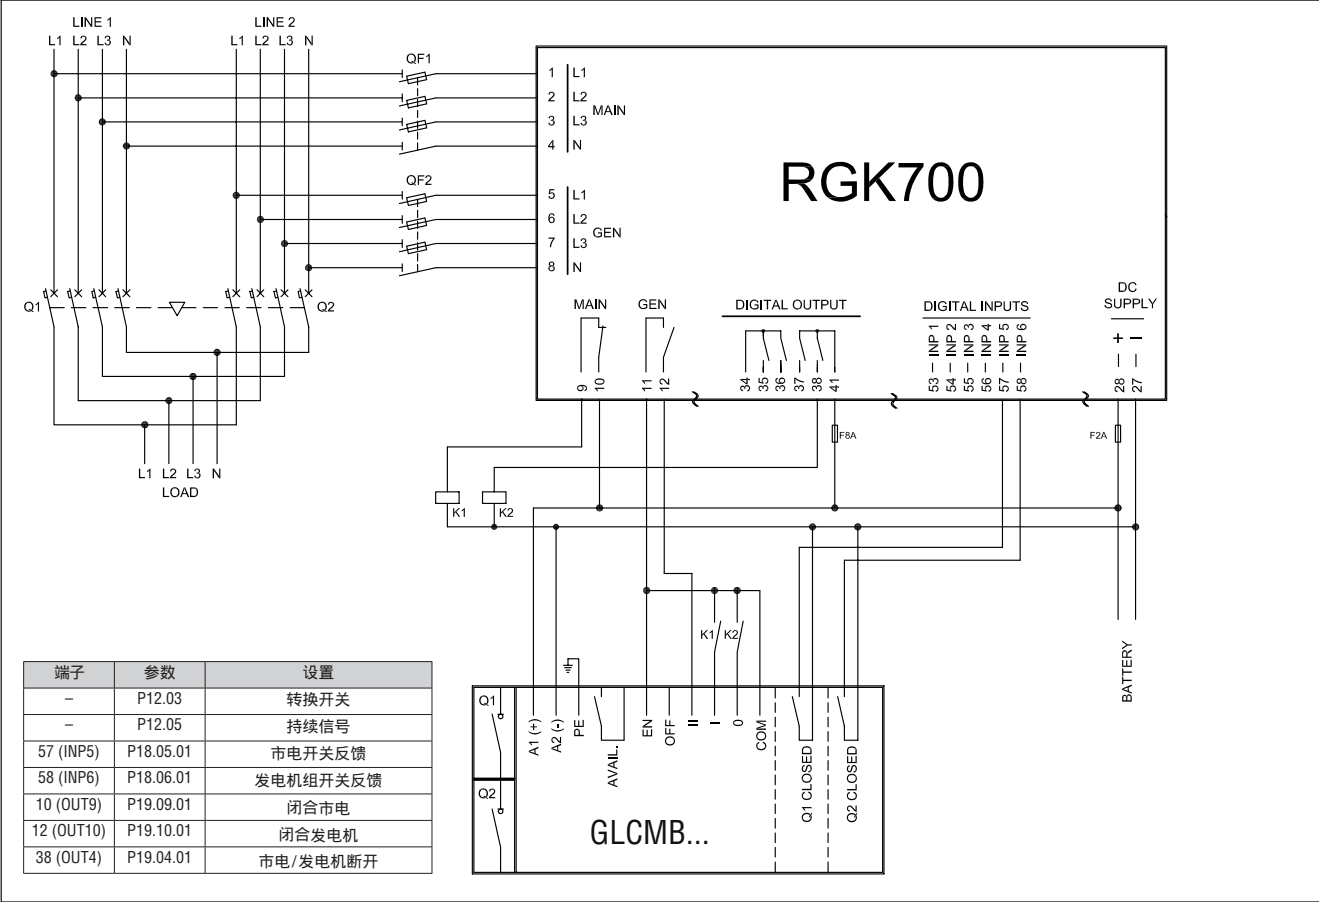 LINE 1
L1 L2 L3 N
LINE 2
L1 L2 L3 N
QF1
1 L1
2 L2
3 L3
4 N
MAIN
QF2
5 L1
6 L2
7 L3
8 N
GEN
RGK700
Q1
Q2
MAIN
9
10
GEN
11
12
DIGITAL OUTPUT
34
35
36
37
38
41
DIGITAL INPUTS
53 – INP 1
54 – INP 2
55 – INP 3
56 – INP 4
57 – INP 5
58 – INP 6
DC
SUPPLY
28 – +
27 – –
F8A
F2A
L1 L2 L3 N
LOAD
K1
K2
K1
K2
BATTERY
端子 参数 设置
– P12.03 转换开关
– P12.05 持续信号
57 (INP5) P18.05.01 市电开关反馈
58 (INP6) P18.06.01 发电机组开关反馈
10 (OUT9) P19.09.01 闭合市电
12 (OUT10) P19.10.01 闭合发电机
38 (OUT4) P19.04.01 市电/发电机断开
Q1
Q2
A1 (+)
A2 (-)
PE
AVAIL.
EN
OFF
II
I
0
COM
Q1 CLOSED
Q2 CLOSED
GLCMB...